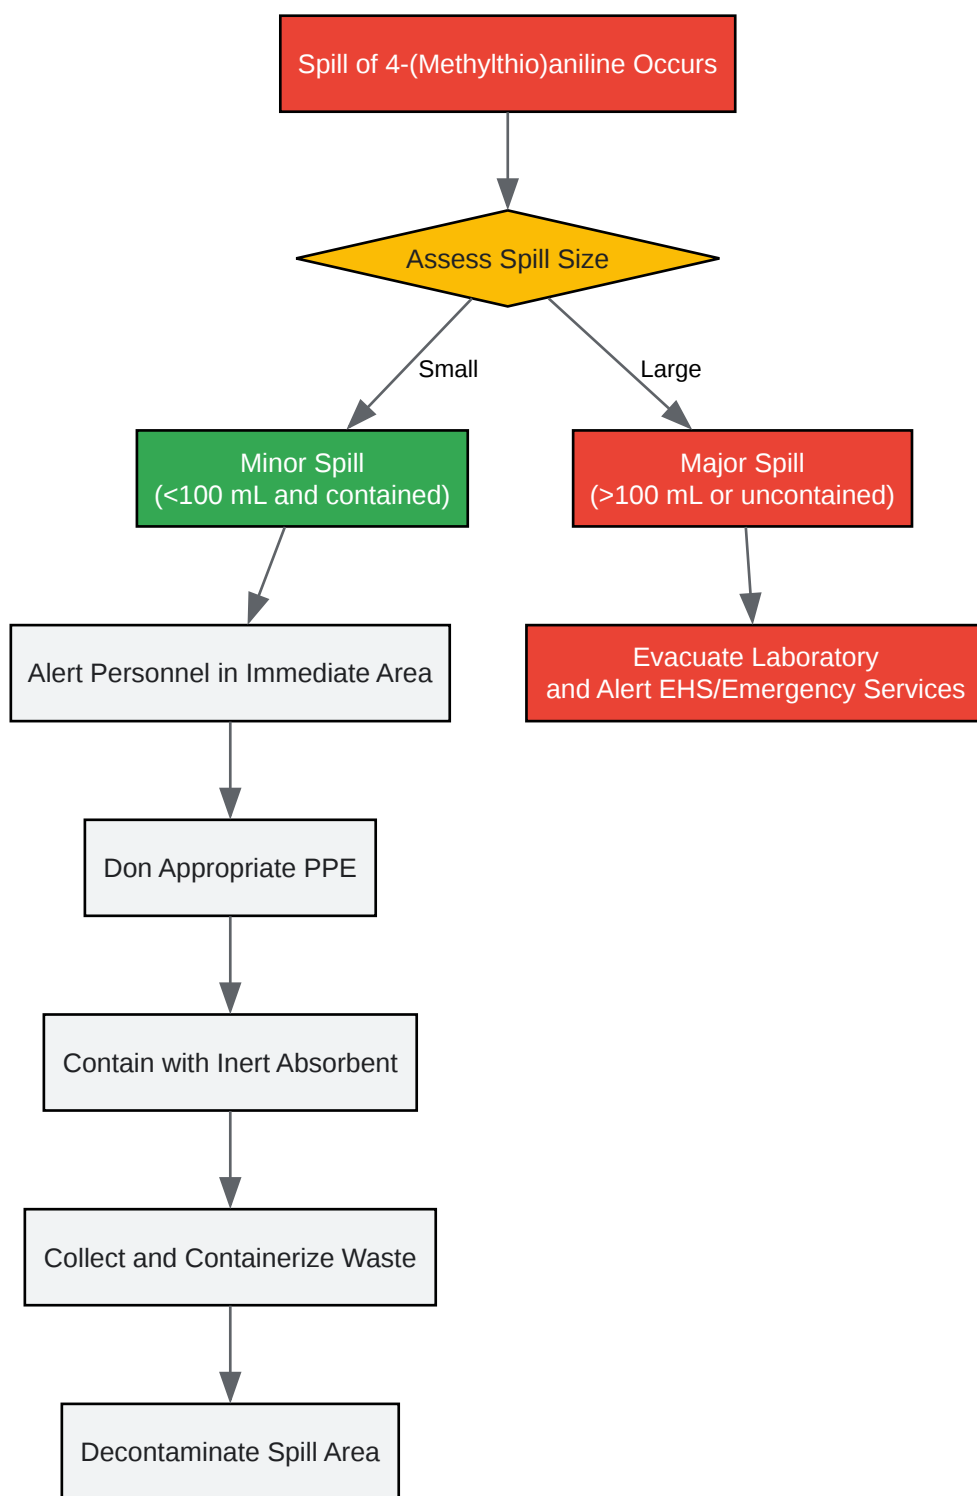 Spill of 4-(Methylthio)aniline Occurs
Assess Spill Size
Small
Large
Minor Spill
(<100 mL and contained)
Major Spill
(>100 mL or uncontained)
Alert Personnel in Immediate Area
Evacuate Laboratory
and Alert EHS/Emergency Services
Don Appropriate PPE
Contain with Inert Absorbent
Collect and Containerize Waste
Decontaminate Spill Area